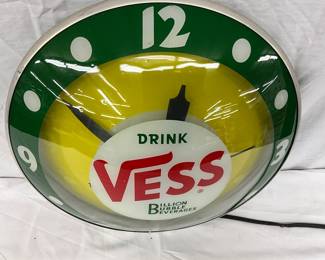 12
9
3
DRINK
VESS®
BILLION
BUBBLE
BEVERAGES